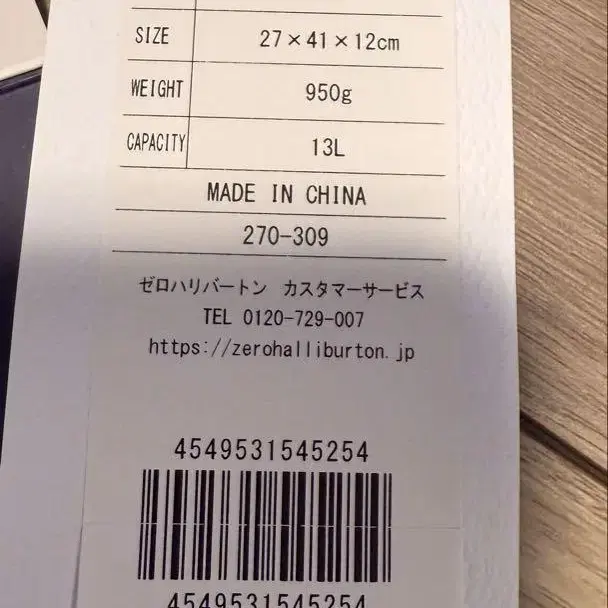 SIZE 27×41×12cm
WEIGHT 950g
CAPACITY 13L
MADE IN CHINA
270-309
ゼロハリバートン カスタマーサービス
TEL 0120-729-007
https://zerohalliburton.jp
4549531545254
4549531545254